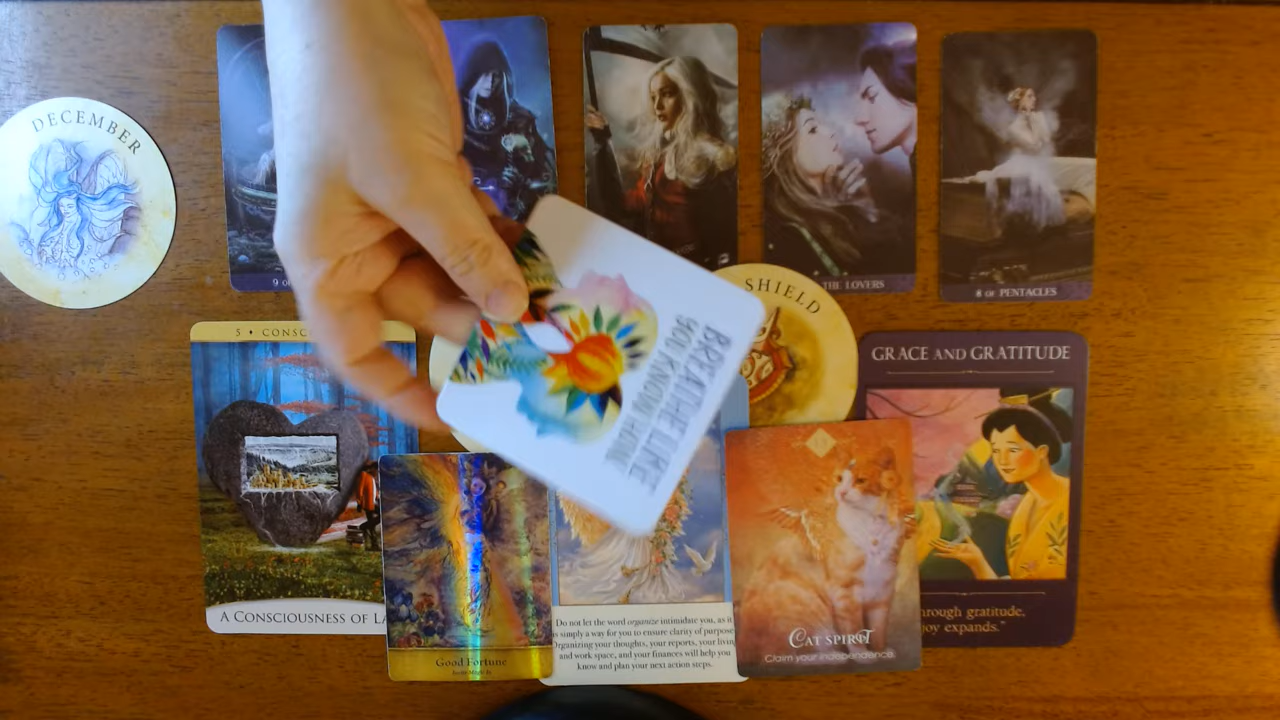 DECEMBER
9 OF
THE LOVERS
8 OF PENTACLES
SHIELD
5 • CONSC
GRACE AND GRATITUDE
BREATHE LIKE
YOU KNOW HOW
A CONSCIOUSNESS OF LA
Good Fortune
Do not let the word organize intimidate you, as it
is simply a way for you to ensure clarity of purpose.
Organizing your thoughts, your reports, your living
and work space, and your finances will help you
know and plan your next action steps.
CAT SPIRIT
Claim your independence.
hrough gratitude,
joy expands."